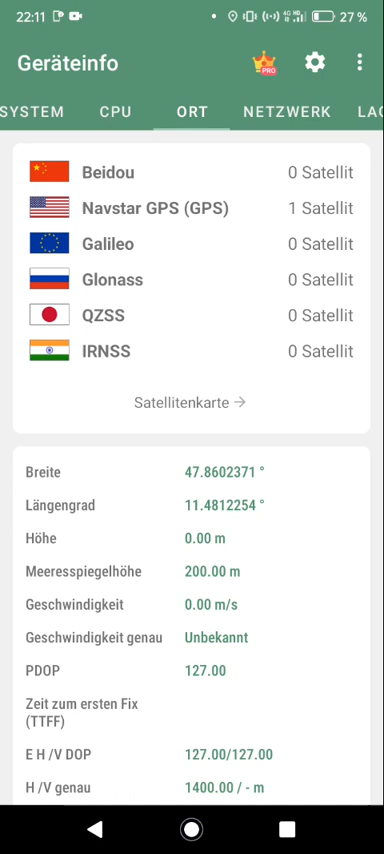 22:11 4G HD 27 %
Geräteinfo PRO
SYSTEM CPU ORT NETZWERK LAG
Beidou 0 Satellit
Navstar GPS (GPS) 1 Satellit
Galileo 0 Satellit
Glonass 0 Satellit
QZSS 0 Satellit
IRNSS 0 Satellit
Satellitenkarte →
Breite 47.8602371 °
Längengrad 11.4812254 °
Höhe 0.00 m
Meeresspiegelhöhe 200.00 m
Geschwindigkeit 0.00 m/s
Geschwindigkeit genau Unbekannt
PDOP 127.00
Zeit zum ersten Fix
(TTFF)
E H /V DOP 127.00/127.00
H /V genau 1400.00 / - m